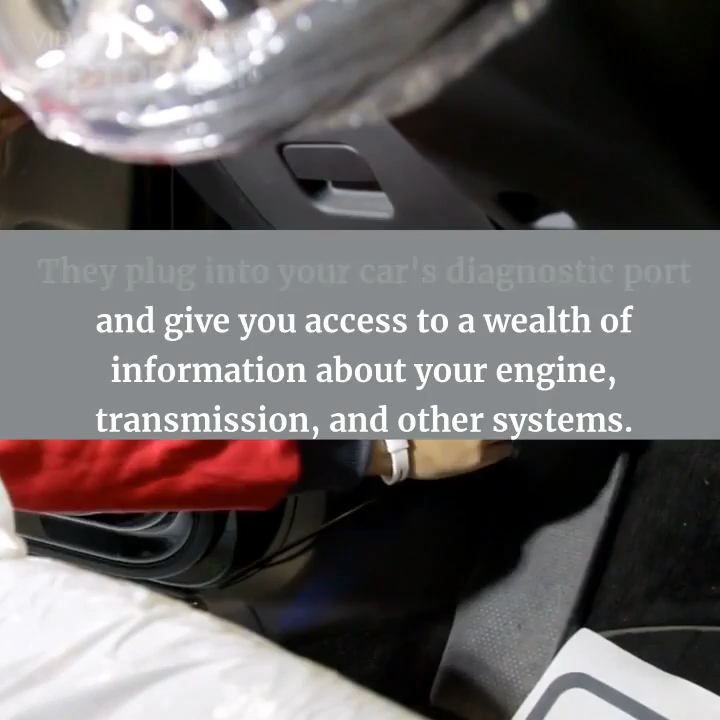 They plug into your car's diagnostic port
and give you access to a wealth of
information about your engine,
transmission, and other systems.